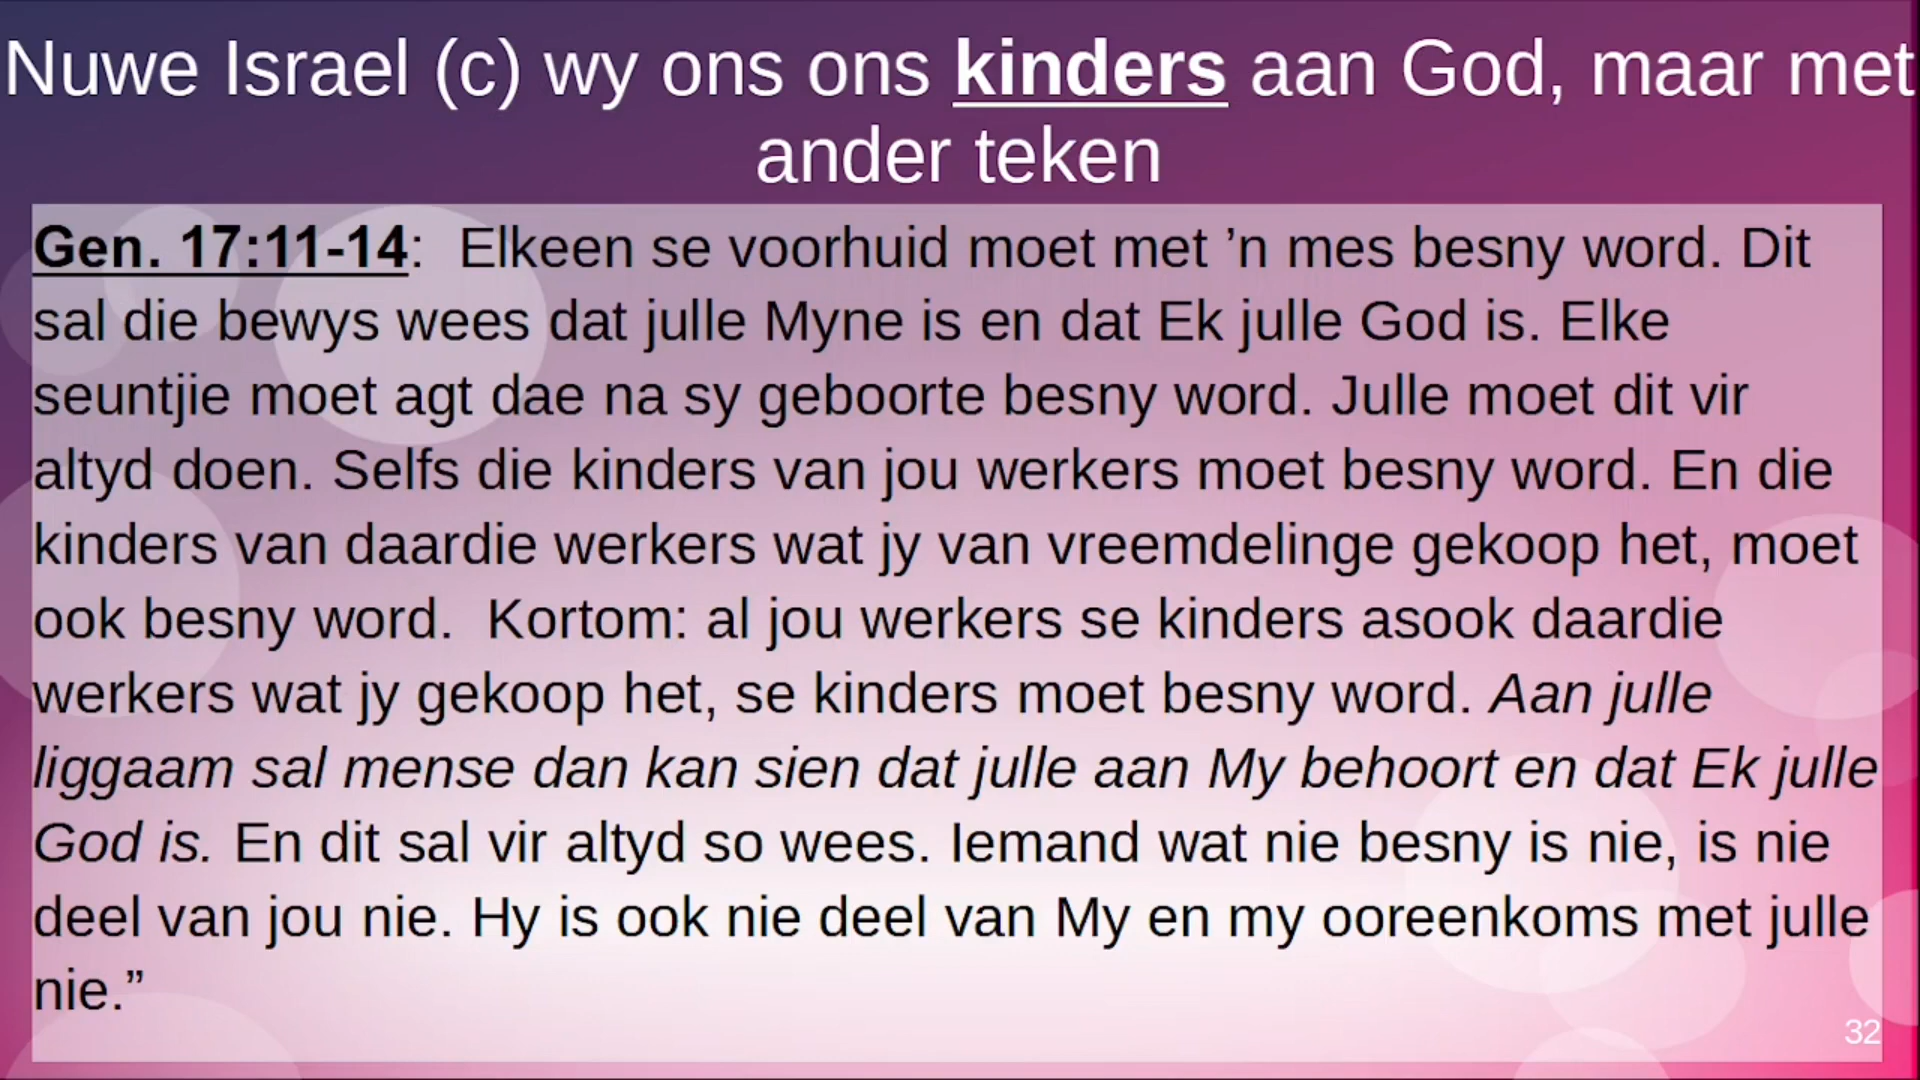 Nuwe Israel (c) wy ons ons kinders aan God, maar met
ander teken
Gen. 17:11-14:  Elkeen se voorhuid moet met ’n mes besny word. Dit
sal die bewys wees dat julle Myne is en dat Ek julle God is. Elke
seuntjie moet agt dae na sy geboorte besny word. Julle moet dit vir
altyd doen. Selfs die kinders van jou werkers moet besny word. En die
kinders van daardie werkers wat jy van vreemdelinge gekoop het, moet
ook besny word.  Kortom: al jou werkers se kinders asook daardie
werkers wat jy gekoop het, se kinders moet besny word. Aan julle
liggaam sal mense dan kan sien dat julle aan My behoort en dat Ek julle
God is. En dit sal vir altyd so wees. Iemand wat nie besny is nie, is nie
deel van jou nie. Hy is ook nie deel van My en my ooreenkoms met julle
nie.”
32